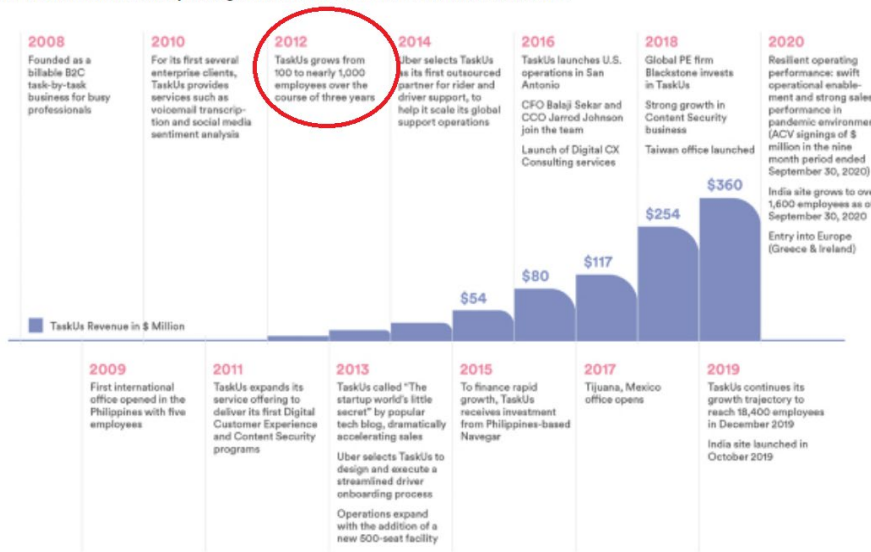 2008
Founded as a
billable B2C
task-by-task
business for busy
professionals
2010
For its first several
enterprise clients,
TaskUs provides
services such as
voicemail transcrip-
tion and social media
sentiment analysis
2012
TaskUs grows from
100 to nearly 1,000
employees over the
course of three years
2014
Uber selects TaskUs
as its first outsourced
partner for rider and
driver support, to
help it scale its global
support operations
2016
TaskUs launches U.S.
operations in San
Antonio
CFO Balaji Sekar and
CCO Jarrod Johnson
join the team
Launch of Digital CX
Consulting services
2018
Global PE firm
Blackstone invests
in TaskUs
Strong growth in
Content Security
business
Taiwan office launched
2020
Resilient operating
performance: swift
operational enable-
ment and strong sales
performance in
pandemic
(ACV signings of $
million in the nine
month period ended
September 30, 2020)
India site grows to
1,600 employees as
September 30, 2020
Entry into Europe
(Greece & Ireland)
$54
$80
$117
$254
$360
TaskUs Revenue in $ Million
2009
First international
office opened in the
Philippines with five
employees
2011
TaskUs expands its
service offering to
deliver its first Digital
Customer Experience
and Content Security
programs
2013
TaskUs called “The
startup world's little
secret” by popular
tech blog, dramatically
accelerating sales
Uber selects TaskUs to
design and execute a
streamlined driver
onboarding process
Operations expand
with the addition of a
new 500-seat facility
2015
To finance rapid
growth, TaskUs
receives investment
from Philippines-based
Navegar
2017
Tijuana, Mexico
office opens
2019
TaskUs continues its
growth trajectory to
reach 18,400 employees
in December 2019
India site launched in
October 2019